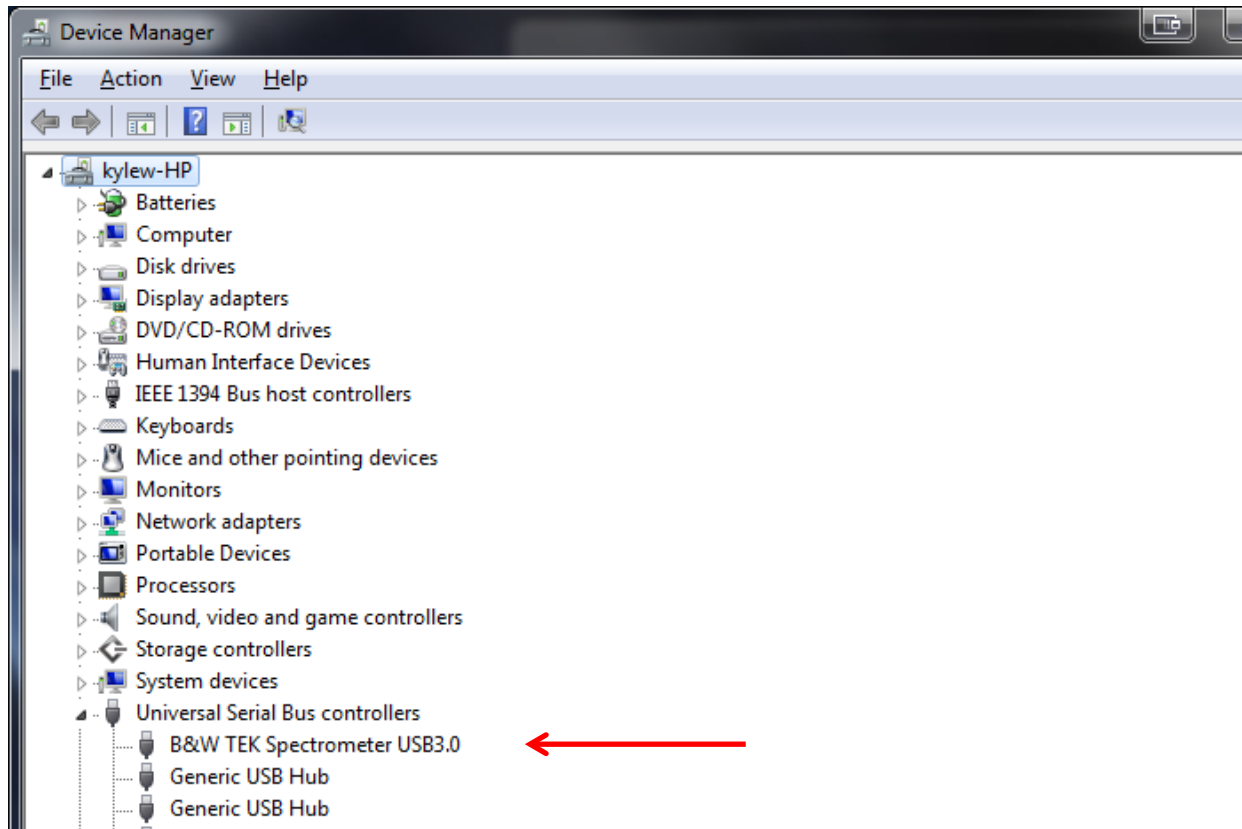 Device Manager
File Action View Help
kylew-HP
Batteries
Computer
Disk drives
Display adapters
DVD/CD-ROM drives
Human Interface Devices
IEEE 1394 Bus host controllers
Keyboards
Mice and other pointing devices
Monitors
Network adapters
Portable Devices
Processors
Sound, video and game controllers
Storage controllers
System devices
Universal Serial Bus controllers
B&W TEK Spectrometer USB3.0
Generic USB Hub
Generic USB Hub